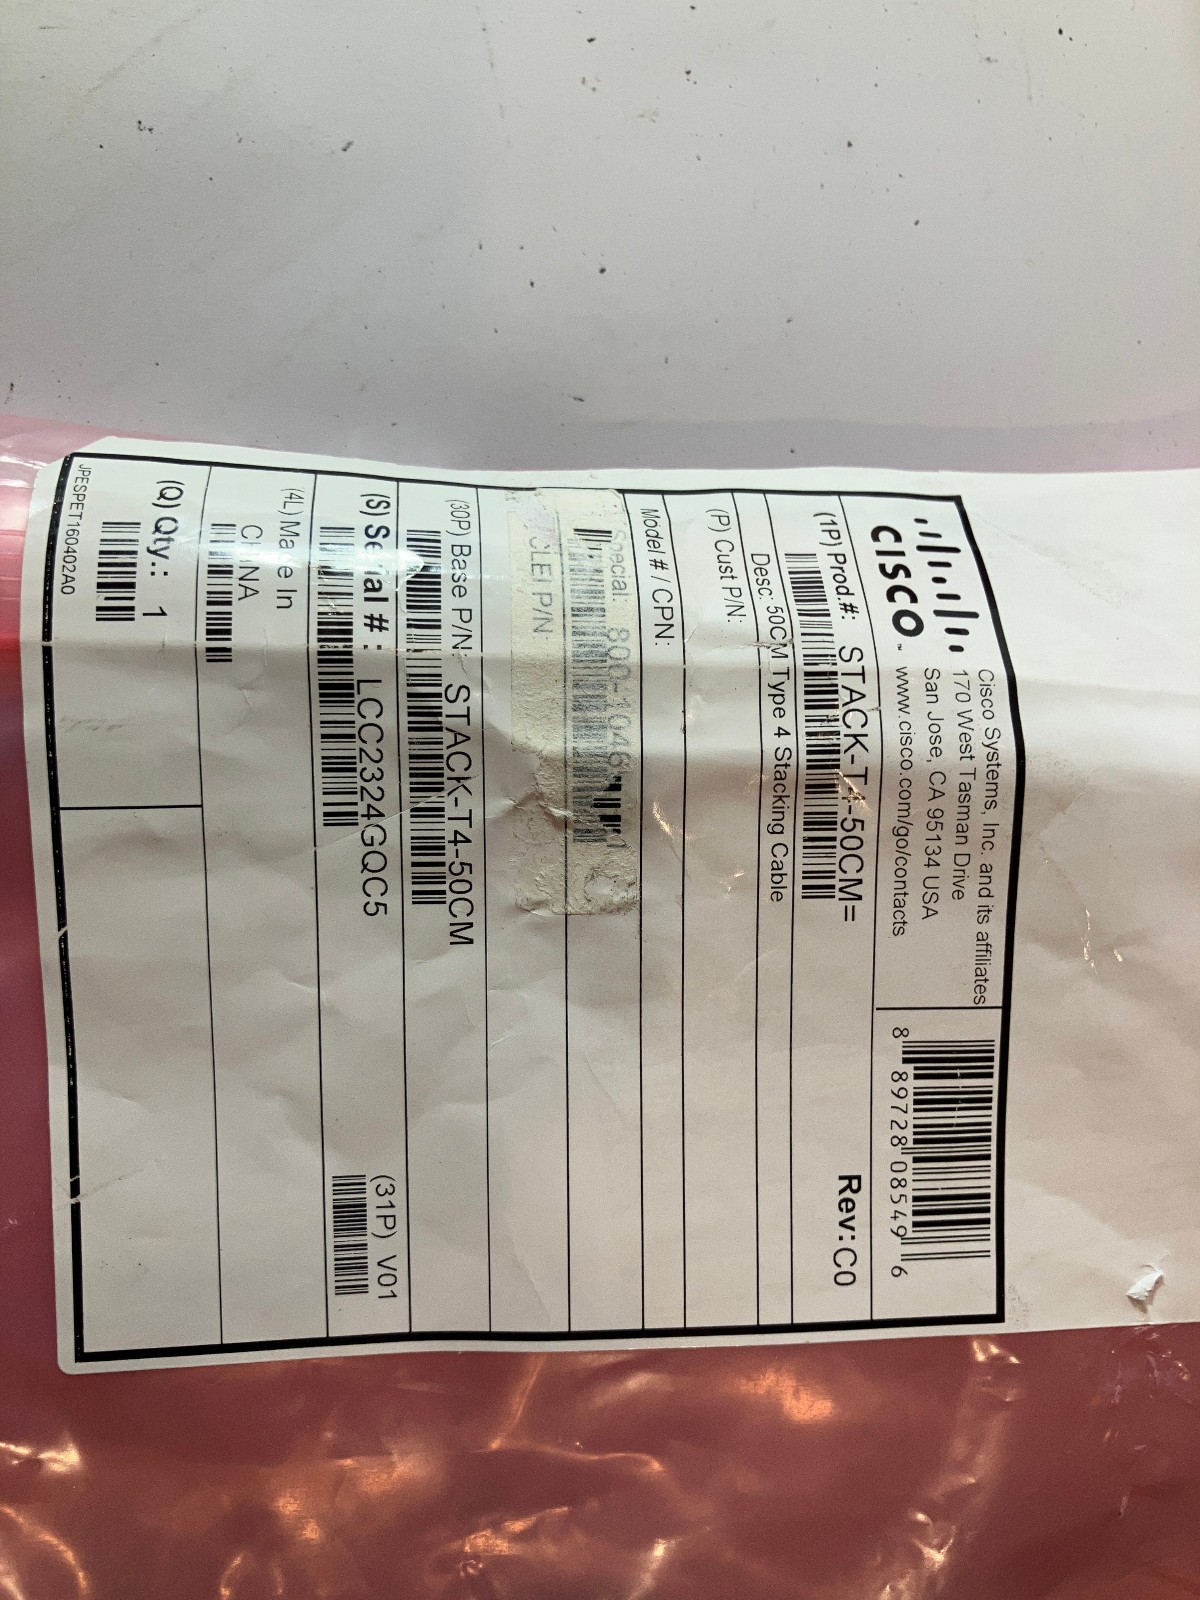 Cisco Systems, Inc. and its affiliates
170 West Tasman Drive
San Jose, CA 95134 USA
CISCO™ www.cisco.com/go/contacts
8 89728 08549 6
(1P) Prod #: STACK-T4-50CM= Rev: C0
Desc: 50CM Type 4 Stacking Cable
(P) Cust P/N:
Model # / CPN:
Special:
CLEI P/N
(30P) Base P/N: STACK-T4-50CM
(S) Serial #: LCC2324GQC5 (31P) V01
(4L) Made In
CHINA
(Q) Qty.: 1
JPESPET160402A0